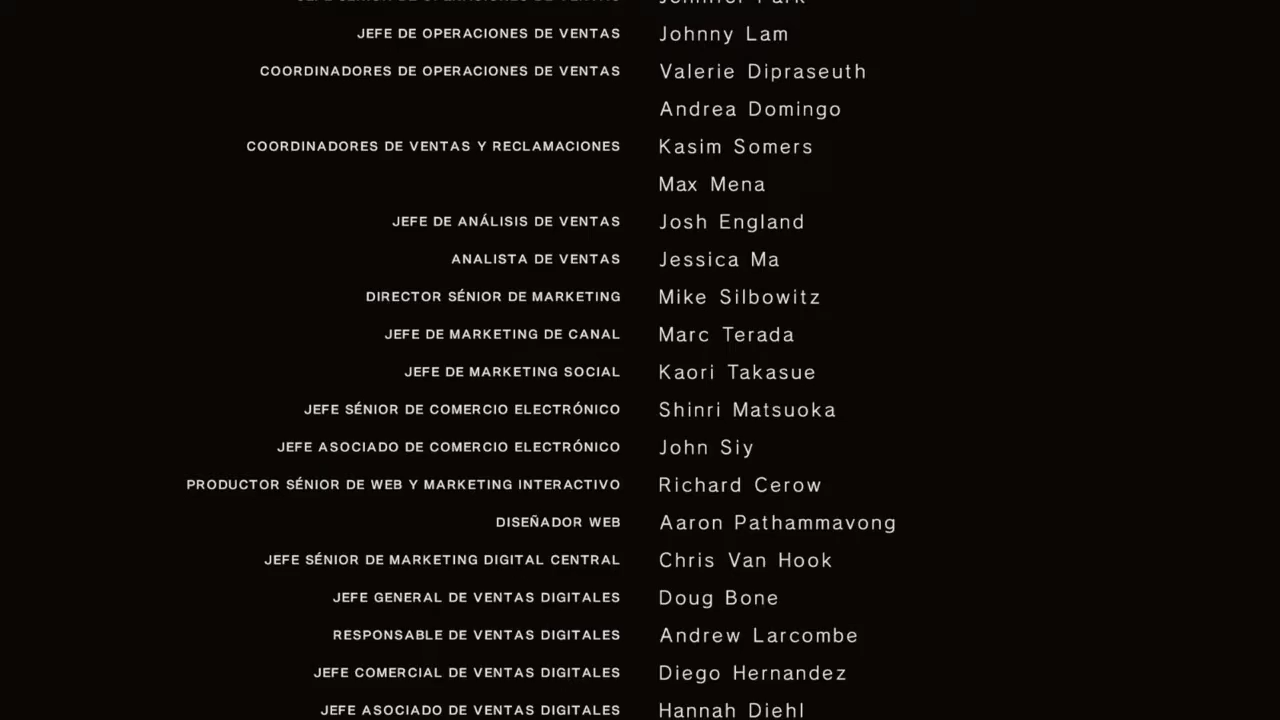 JEFE DE OPERACIONES DE VENTAS Johnny Lam
COORDINADORES DE OPERACIONES DE VENTAS Valerie Dipraseuth
Andrea Domingo
COORDINADORES DE VENTAS Y RECLAMACIONES Kasim Somers
Max Mena
JEFE DE ANÁLISIS DE VENTAS Josh England
ANALISTA DE VENTAS Jessica Ma
DIRECTOR SÉNIOR DE MARKETING Mike Silbowitz
JEFE DE MARKETING DE CANAL Marc Terada
JEFE DE MARKETING SOCIAL Kaori Takasue
JEFE SÉNIOR DE COMERCIO ELECTRÓNICO Shinri Matsuoka
JEFE ASOCIADO DE COMERCIO ELECTRÓNICO John Siy
PRODUCTOR SÉNIOR DE WEB Y MARKETING INTERACTIVO Richard Cerow
DISEÑADOR WEB Aaron Pathammavong
JEFE SÉNIOR DE MARKETING DIGITAL CENTRAL Chris Van Hook
JEFE GENERAL DE VENTAS DIGITALES Doug Bone
RESPONSABLE DE VENTAS DIGITALES Andrew Larcombe
JEFE COMERCIAL DE VENTAS DIGITALES Diego Hernandez
JEFE ASOCIADO DE VENTAS DIGITALES Hannah Diehl